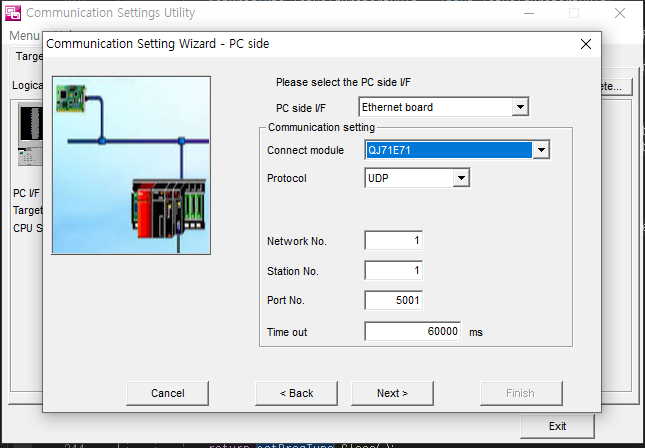 Communication Settings Utility
Menu
Communication Setting Wizard - PC side
Targe
Please select the PC side I/F
Logica
ete...
PC side I/F
Ethernet board
Communication setting
Connect module
QJ71E71
Protocol
UDP
PC I/F
Target
CPU S
Network No.
1
Station No.
1
Port No.
5001
Time out
60000 ms
Cancel
< Back
Next >
Finish
Exit